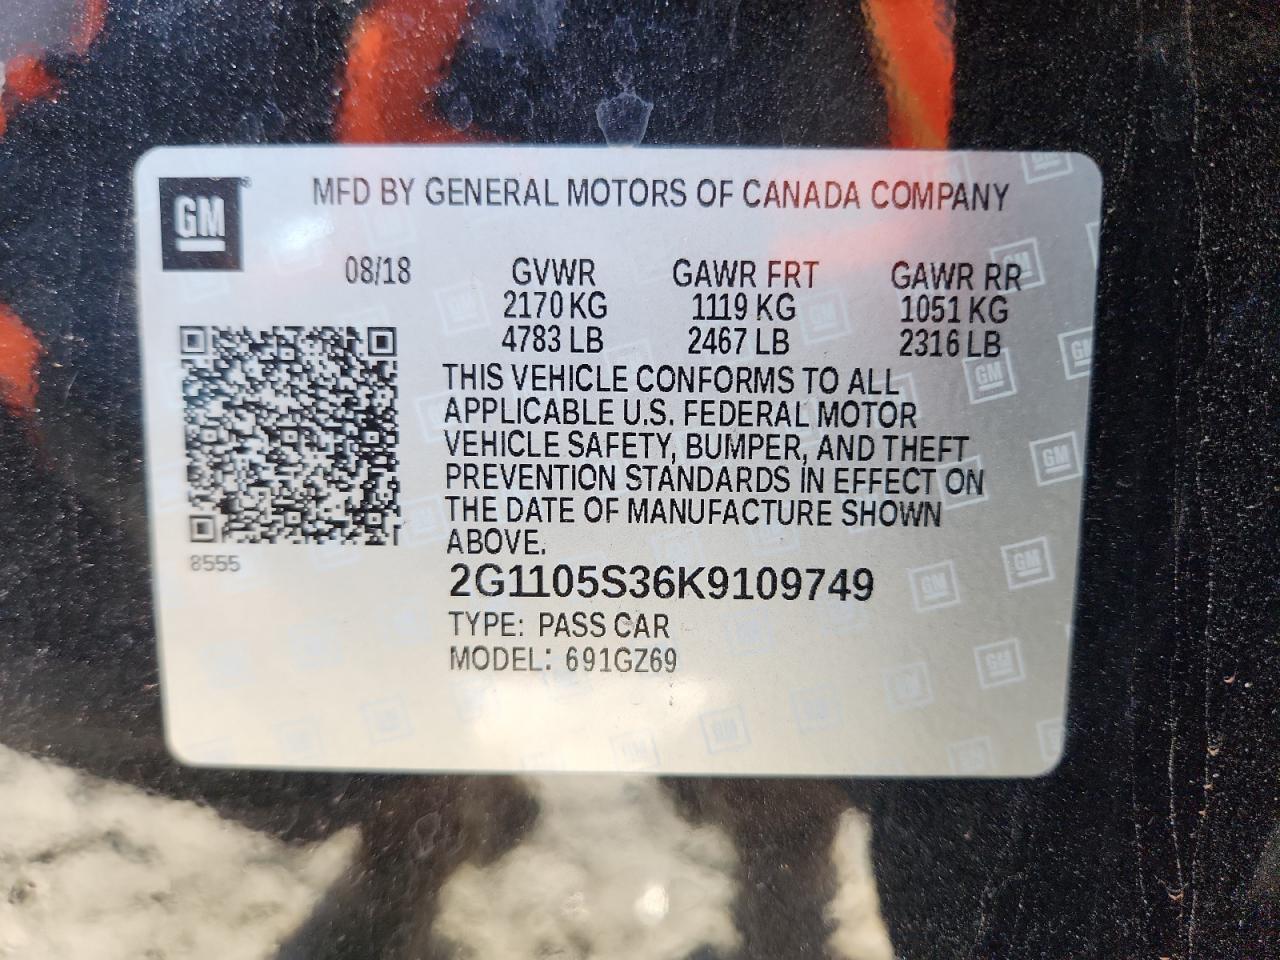 GM
MFD BY GENERAL MOTORS OF CANADA COMPANY
08/18 GVWR GAWR FRT GAWR RR
2170 KG 1119 KG 1051 KG
4783 LB 2467 LB 2316 LB
THIS VEHICLE CONFORMS TO ALL
APPLICABLE U.S. FEDERAL MOTOR
VEHICLE SAFETY, BUMPER, AND THEFT
PREVENTION STANDARDS IN EFFECT ON
THE DATE OF MANUFACTURE SHOWN
ABOVE.
8555
2G1105S36K9109749
TYPE: PASS CAR
MODEL: 691GZ69